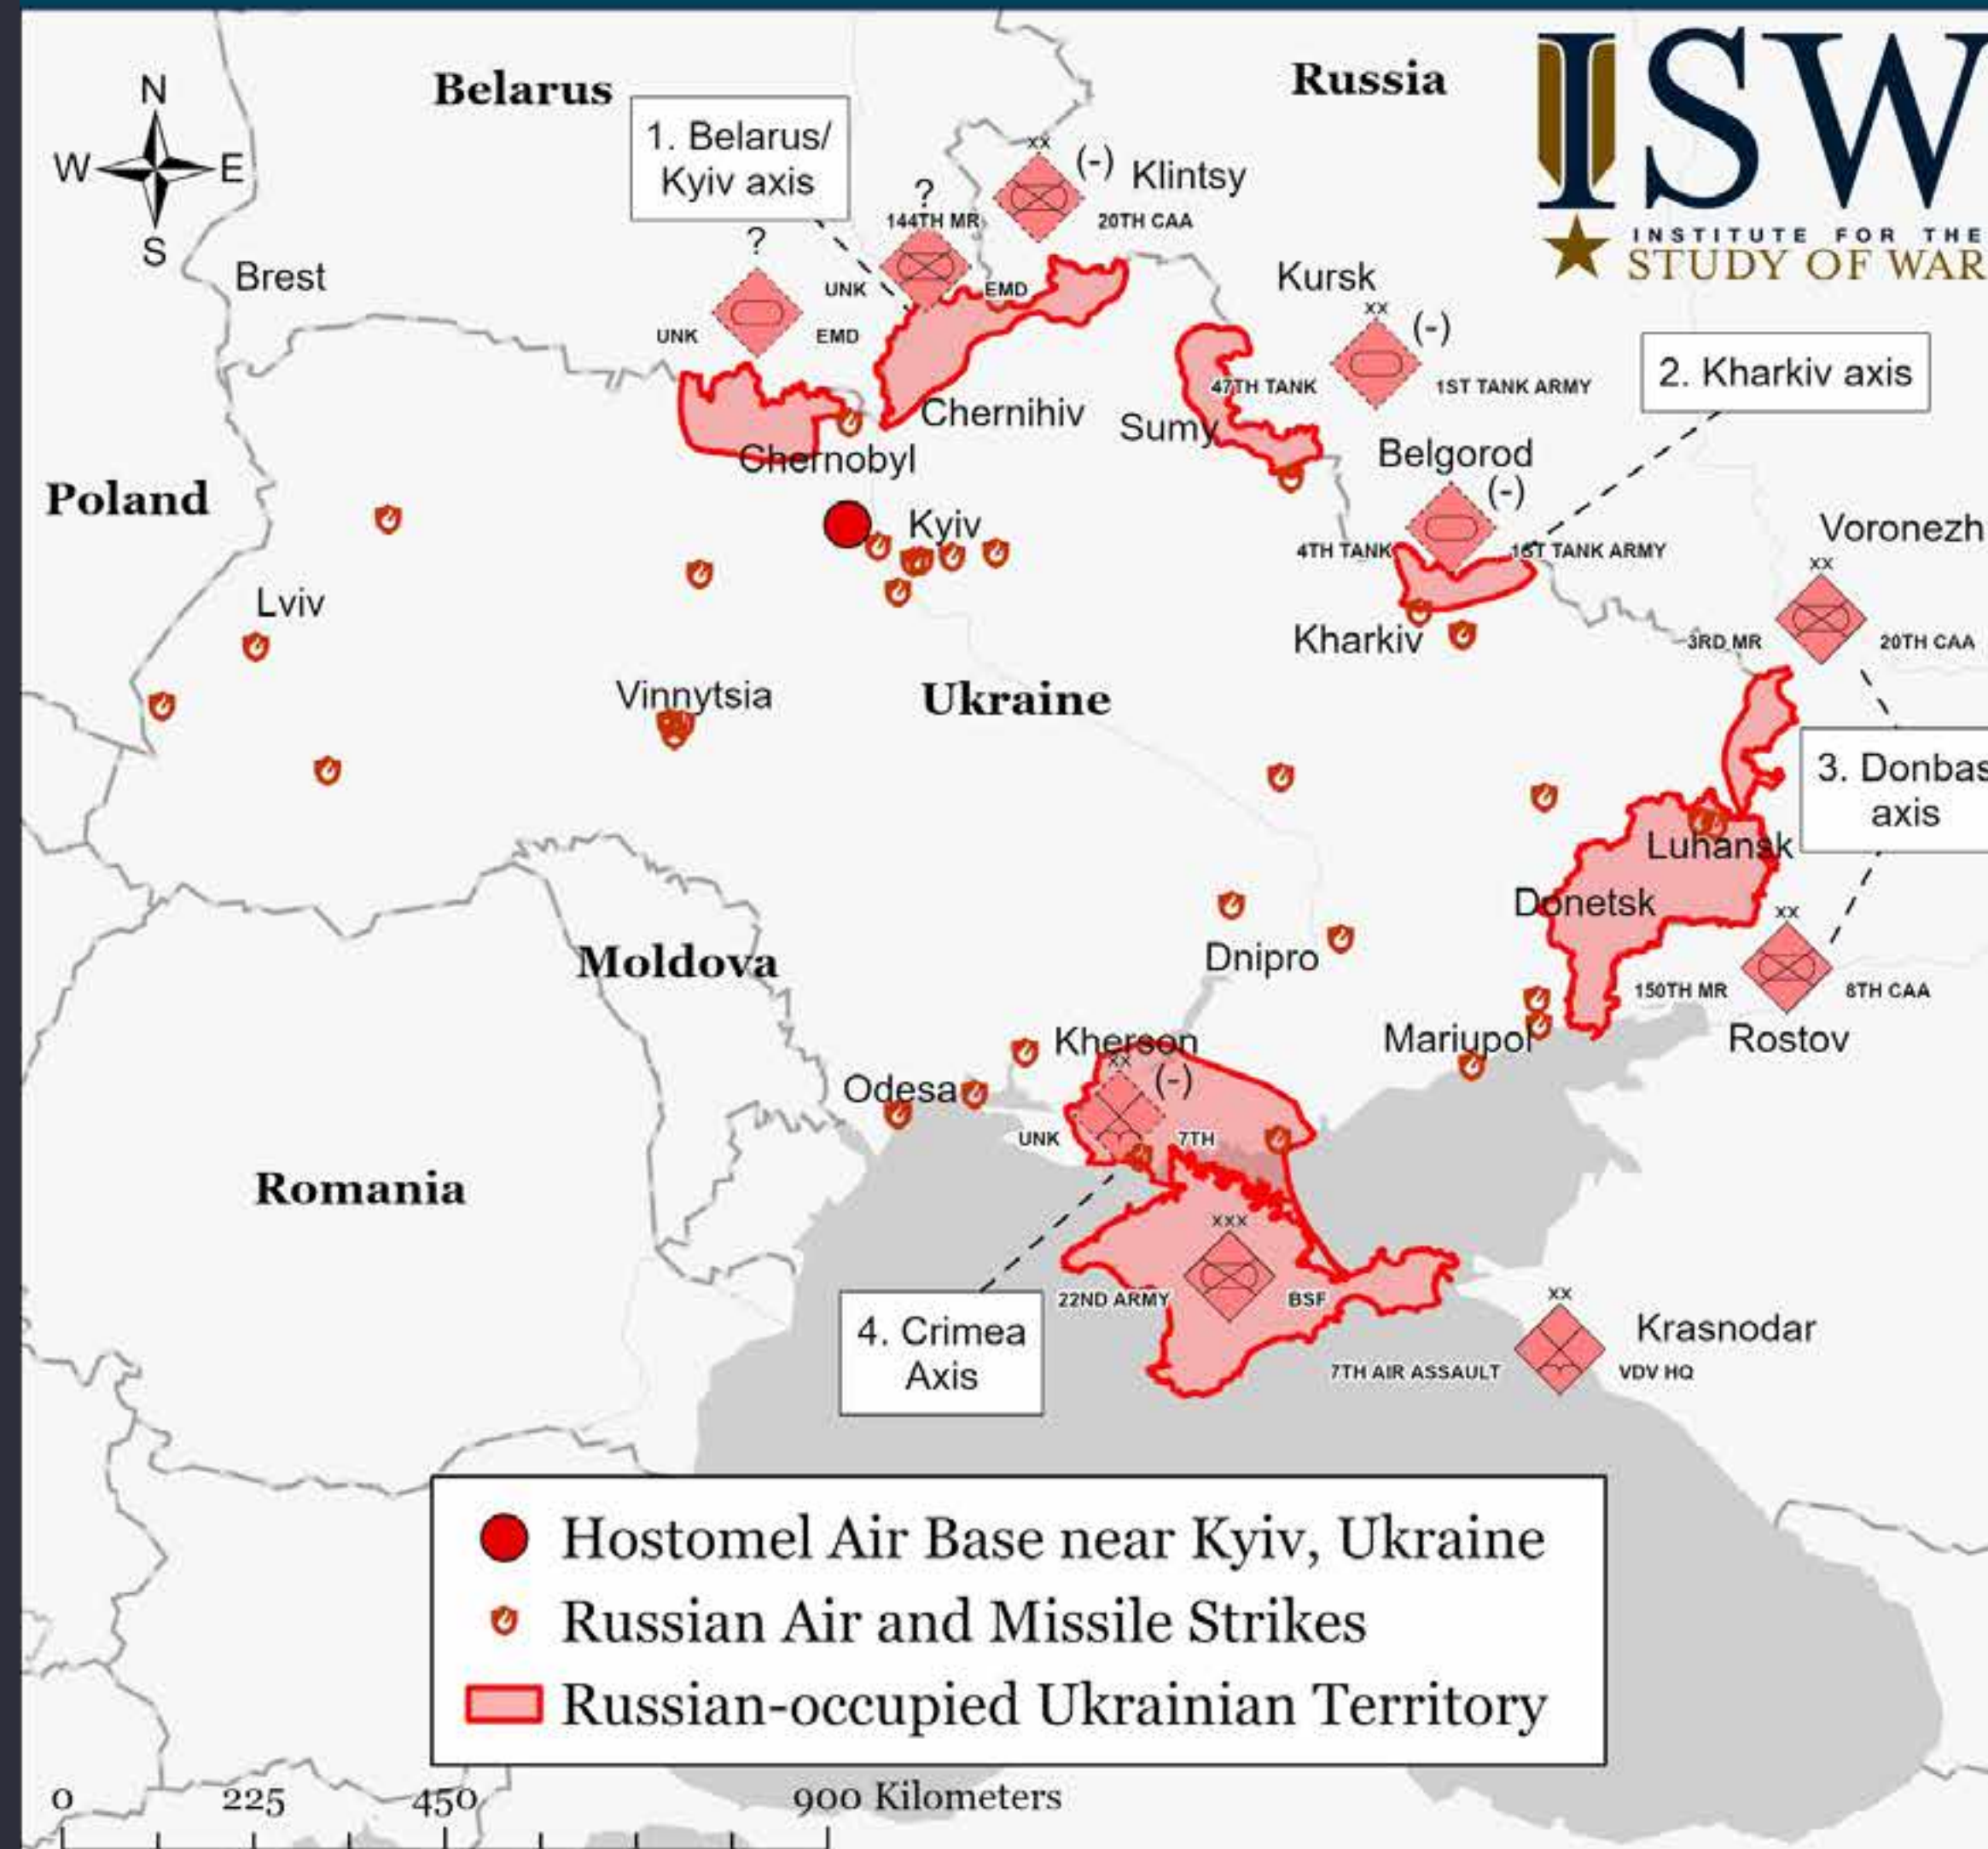 ISW
INSTITUTE FOR THE
STUDY OF WAR
N
W E
S
Belarus
Russia
1. Belarus/
Kyiv axis
xx
(-)
Klintsy
20TH CAA
?
144TH MR
UNK
EMD
?
UNK
EMD
Brest
Kursk
xx
(-)
47TH TANK
1ST TANK ARMY
2. Kharkiv axis
Chernihiv
Sumy
Chernobyl
Belgorod
(-)
4TH TANK
1ST TANK ARMY
Poland
Kyiv
Voronezh
xx
3RD MR
20TH CAA
Lviv
Kharkiv
Vinnytsia
Ukraine
3. Donbas
axis
Luhansk
Donetsk
xx
150TH MR
8TH CAA
Rostov
Moldova
Dnipro
Mariupol
Kherson
xx
(-)
UNK
7TH
Odesa
Romania
xxx
22ND ARMY
BSF
4. Crimea
Axis
xx
Krasnodar
7TH AIR ASSAULT
VDV HQ
Hostomel Air Base near Kyiv, Ukraine
Russian Air and Missile Strikes
Russian-occupied Ukrainian Territory
0 225 450 900 Kilometers